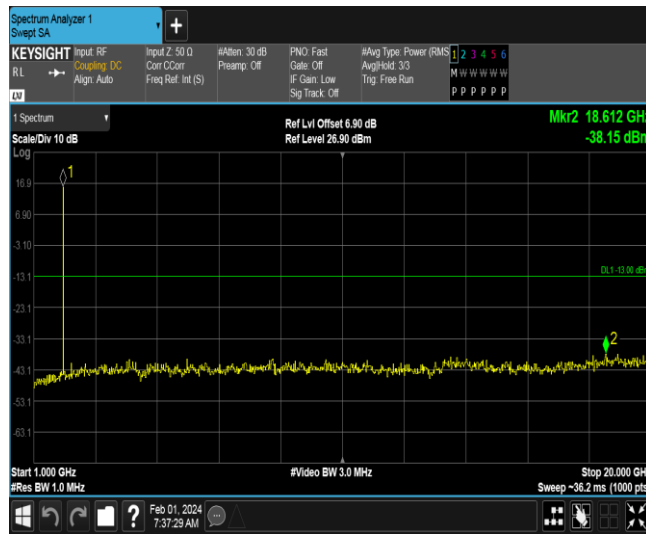 Spectrum Analyzer 1
Swept SA
+
KEYSIGHT
RL
LXI
Input: RF
Coupling: DC
Align: Auto
Input Z: 50 Ω
Corr CCorr
Freq Ref: Int (S)
#Atten: 30 dB
Preamp: Off
PNO: Fast
Gate: Off
IF Gain: Low
Sig Track: Off
#Avg Type: Power (RMS
Avg|Hold: 3/3
Trig: Free Run
1 2 3 4 5 6
M W W W W W
P P P P P P
1 Spectrum
Scale/Div 10 dB
Log
Ref Lvl Offset 6.90 dB
Ref Level 26.90 dBm
Mkr2 18.612 GHz
-38.15 dBm
1
16.9
6.90
-3.10
-13.1
DL1 -13.00 dBm
-23.1
-33.1
2
-43.1
-53.1
-63.1
Start 1.000 GHz
#Res BW 1.0 MHz
#Video BW 3.0 MHz
Stop 20.000 GH
Sweep ~36.2 ms (1000 pts
?
Feb 01, 2024
7:37:29 AM